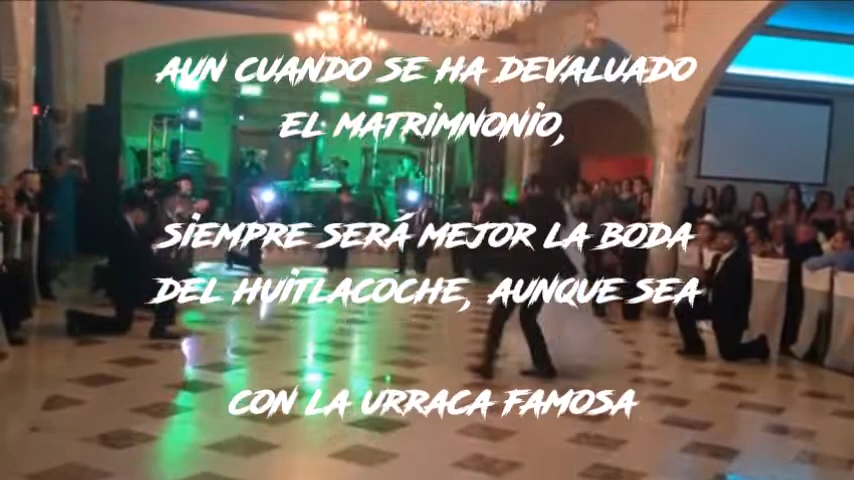 AUN CUANDO SE HA DEVALUADO
EL MATRIMNONIO,
SIEMPRE SERÁ MEJOR LA BODA
DEL HUITLACOCHE, AUNQUE SEA
CON LA URRACA FAMOSA